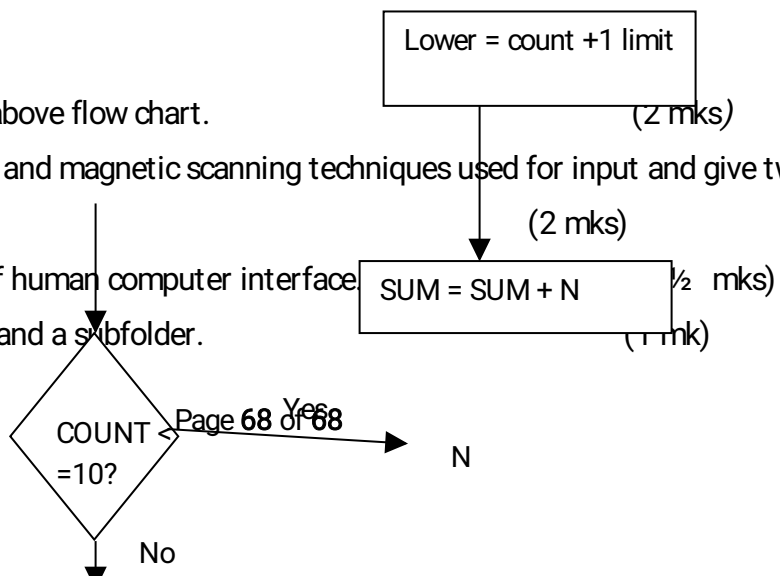 Lower = count +1 limit
above flow chart. (2 mks)
and magnetic scanning techniques used for input and give
(2 mks)
human computer interface. ½ mks)
SUM = SUM + N
and a subfolder. (1 mk)
Yes
Page 68 of 68
COUNT <
=10?
N
No